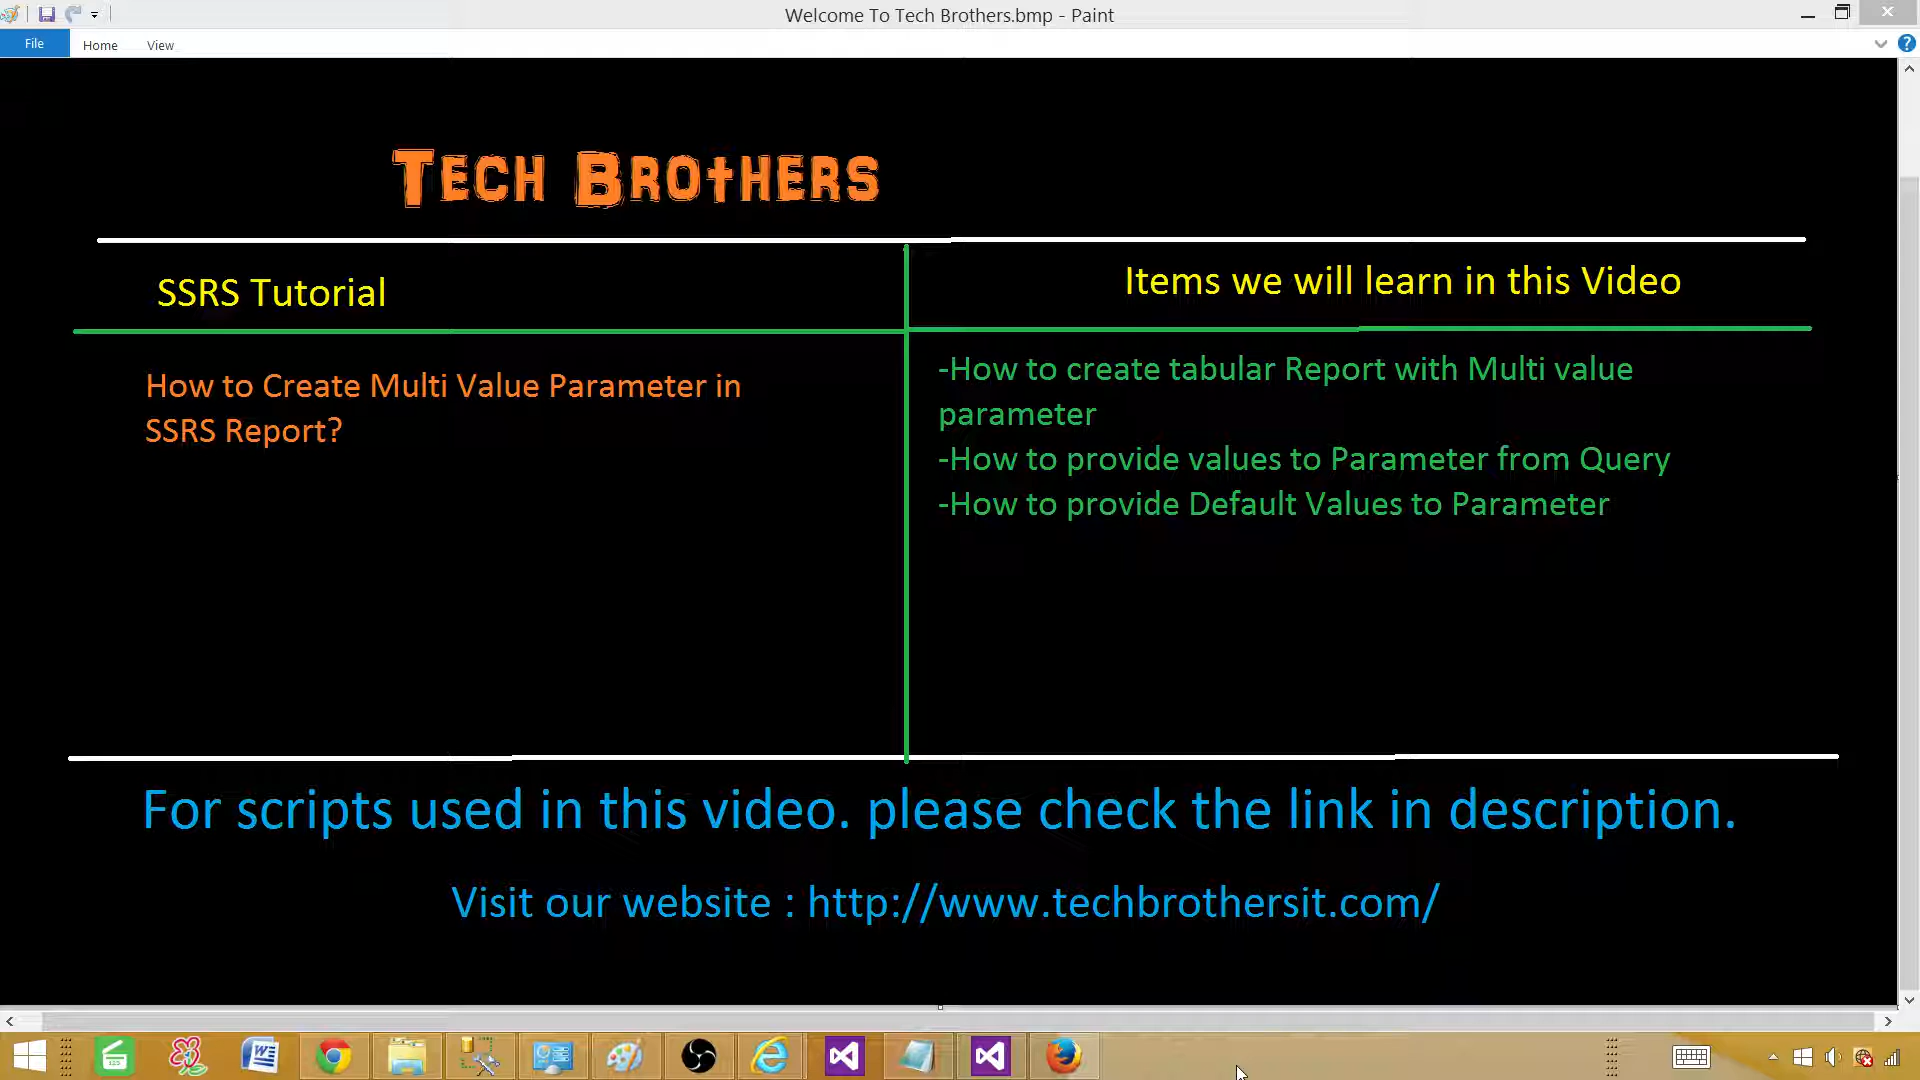 Welcome To Tech Brothers.bmp - Paint
File Home View
Tech Brothers
SSRS Tutorial
Items we will learn in this Video
How to Create Multi Value Parameter in
SSRS Report?
-How to create tabular Report with Multi value
parameter
-How to provide values to Parameter from Query
-How to provide Default Values to Parameter
For scripts used in this video. please check the link in description.
Visit our website : http://www.techbrothersit.com/